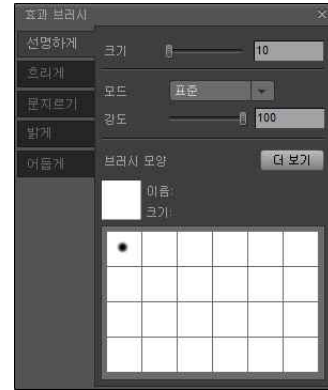 효과 브러시
선명하게
흐리게
문지르기
밝게
어둡게
크기 10
모드 표준
강도 100
브러시 모양 더 보기
이름:
크기: